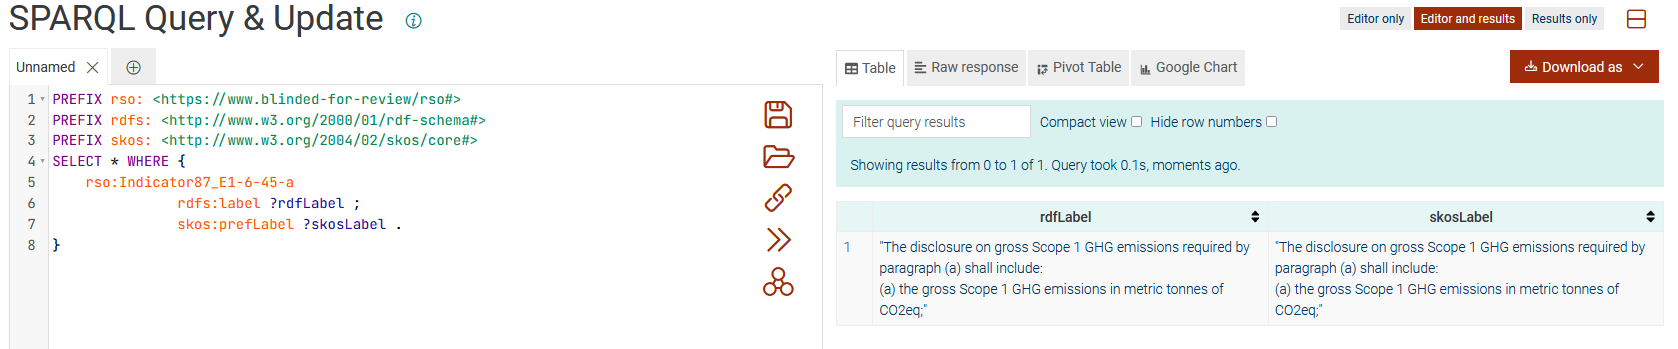 SPARQL Query & Update
Editor only
Editor and results
Results only
Unnamed
1 PREFIX rso: <https://www.blinded-for-review/rso#>
2 PREFIX rdfs: <http://www.w3.org/2000/01/rdf-schema#>
3 PREFIX skos: <http://www.w3.org/2004/02/skos/core#>
4 SELECT * WHERE {
5 rso:Indicator87_E1-6-45-a
6 rdfs:label ?rdfLabel ;
7 skos:prefLabel ?skosLabel .
8 }
Table
Raw response
Pivot Table
Google Chart
Download as
Filter query results
Compact view
Hide row numbers
Showing results from 0 to 1 of 1. Query took 0.1s, moments ago.
rdfLabel
skosLabel
1
"The disclosure on gross Scope 1 GHG emissions required by
paragraph (a) shall include:
(a) the gross Scope 1 GHG emissions in metric tonnes of
CO2eq;"
"The disclosure on gross Scope 1 GHG emissions required by
paragraph (a) shall include:
(a) the gross Scope 1 GHG emissions in metric tonnes of
CO2eq;"